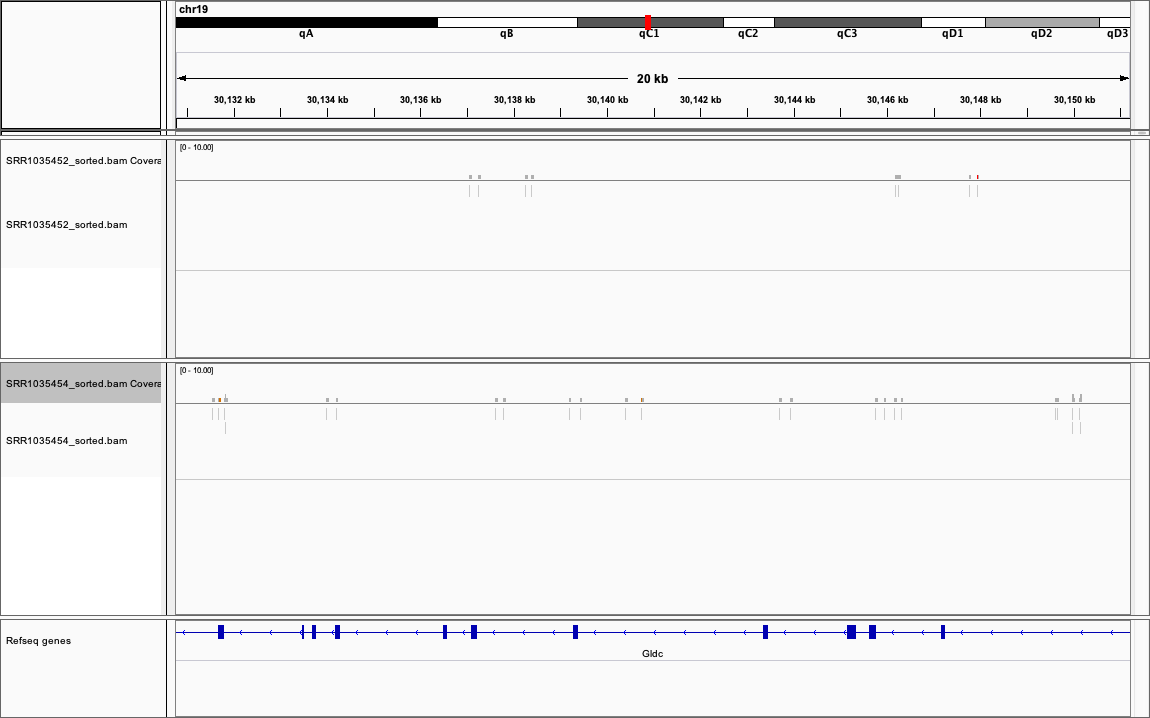 chr19
qA qB qC1 qC2 qC3 qD1 qD2 qD3
20 kb
30,132 kb 30,134 kb 30,136 kb 30,138 kb 30,140 kb 30,142 kb 30,144 kb 30,146 kb 30,148 kb 30,150 kb
[0 - 10.00]
SRR1035452_sorted.bam Covera
SRR1035452_sorted.bam
[0 - 10.00]
SRR1035454_sorted.bam Covera
SRR1035454_sorted.bam
Refseq genes
Gldc